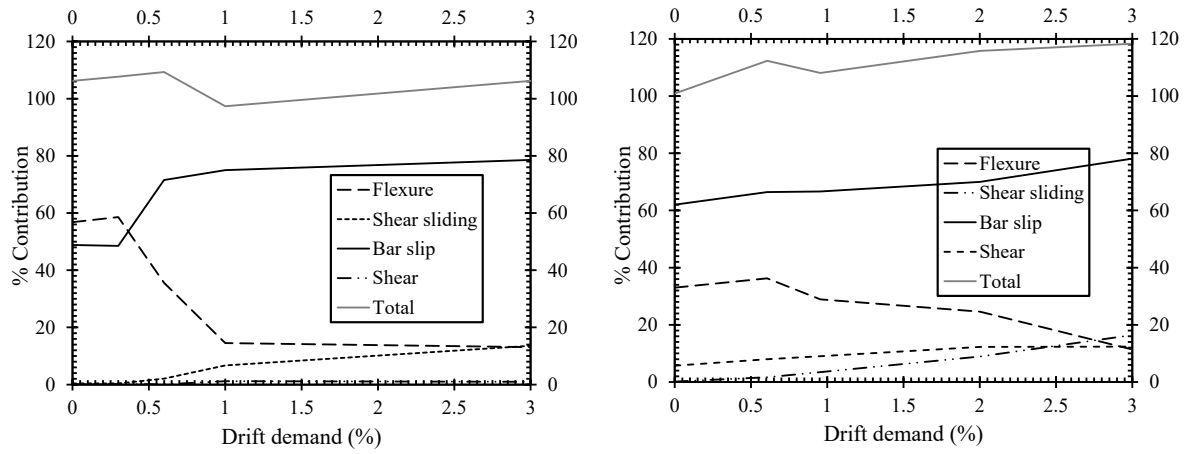 0 0.5 1 1.5 2 2.5 3
120 120
100 100
80 80
60 60
40 40
20 20
0 0
0 0.5 1 1.5 2 2.5 3
% Contribution
Drift demand (%)
Flexure
Shear sliding
Bar slip
Shear
Total
0 0.5 1 1.5 2 2.5 3
120 120
100 100
80 80
60 60
40 40
20 20
0 0
0 0.5 1 1.5 2 2.5 3
% Contribution
Drift demand (%)
Flexure
Shear sliding
Bar slip
Shear
Total